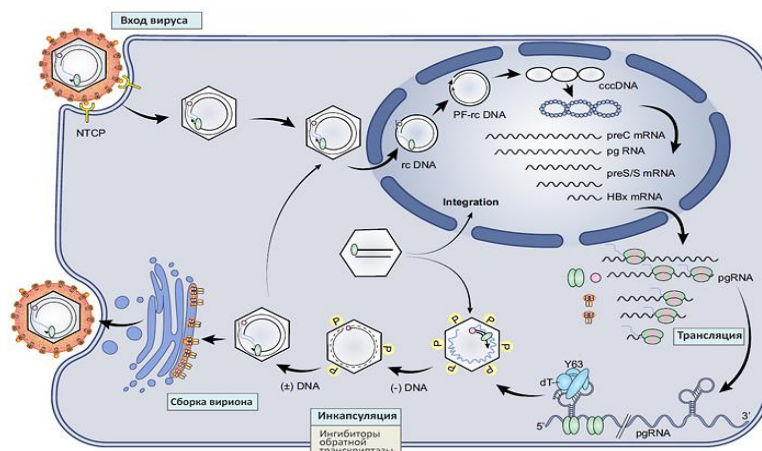 Вход вируса
NTCP
rc DNA
PF-rc DNA
cccDNA
preC mRNA
pg RNA
preS/S mRNA
HBx mRNA
Integration
pgRNA
Трансляция
Y63
dT
5'
pgRNA
3'
P
P
P
P
P
P
(-) DNA
P
P
P
(±) DNA
Сборка вириона
Инкапсуляция
Ингибиторы
обратной
транскриптазы